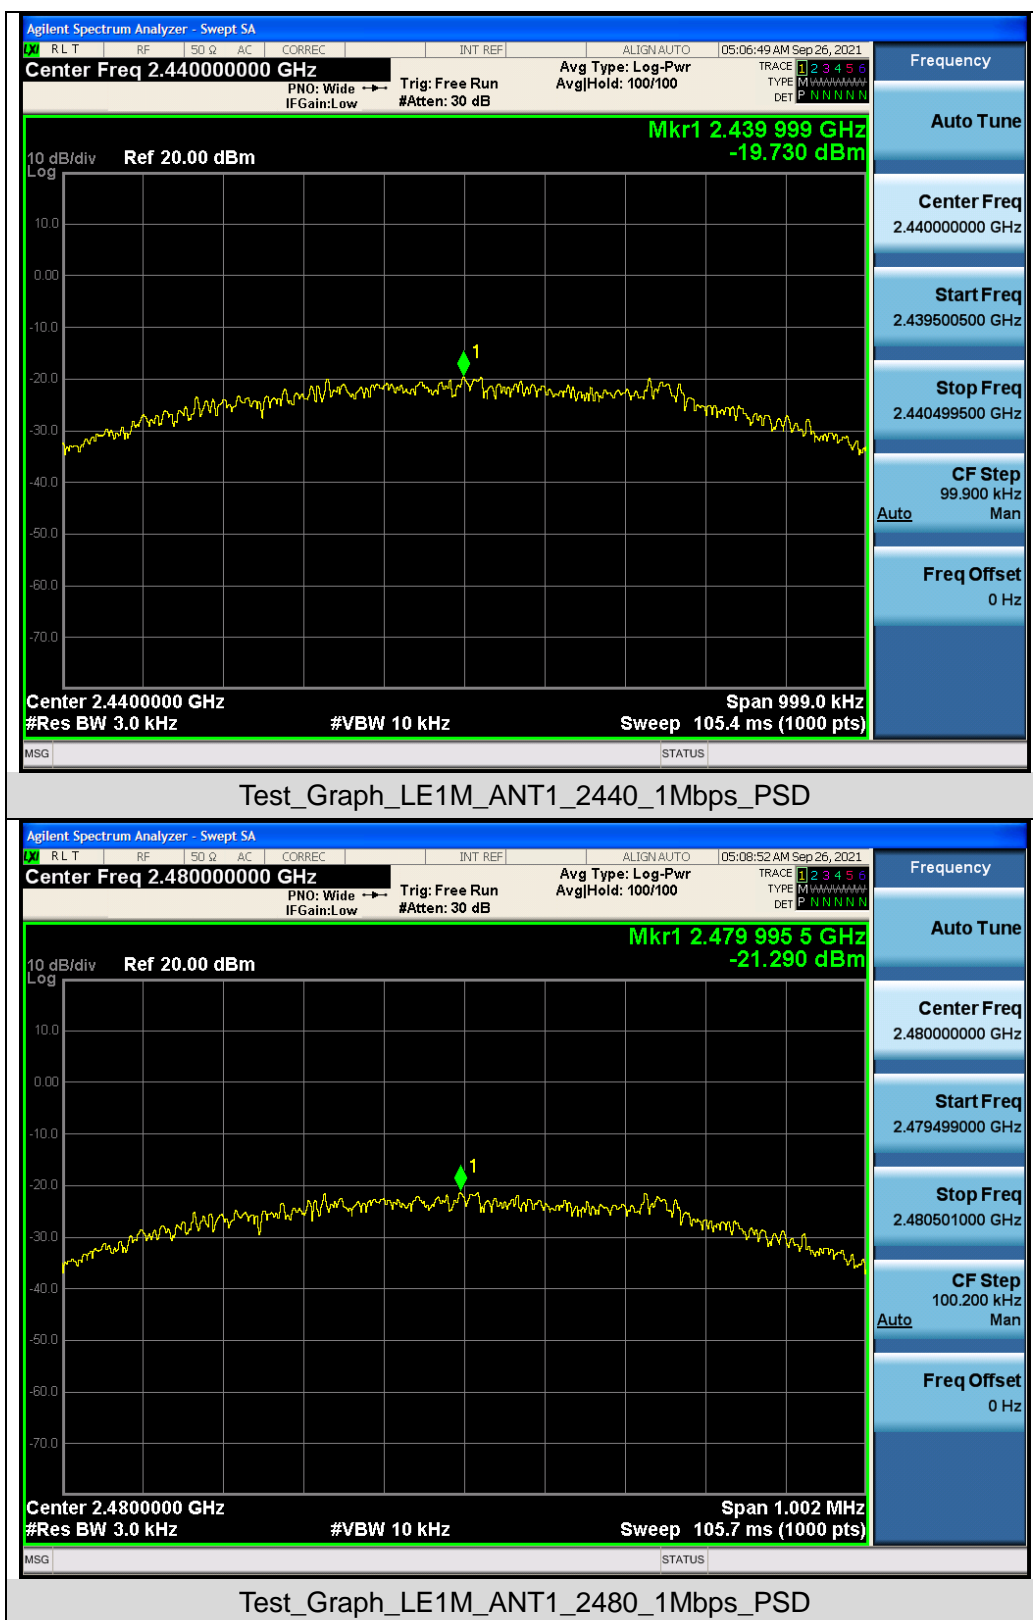 Agilent Spectrum Analyzer - Swept SA
LXI RLT RF 50 Ω AC CORREC INT REF ALIGNAUTO 05:06:49 AM Sep 26, 2021
Center Freq 2.440000000 GHz
PNO: Wide
IFGain:Low
Trig: Free Run
#Atten: 30 dB
Avg Type: Log-Pwr
Avg|Hold: 100/100
TRACE 1 2 3 4 5 6
TYPE M
DET P N N N N N
Frequency
Auto Tune
Center Freq
2.440000000 GHz
Start Freq
2.439500500 GHz
Stop Freq
2.440499500 GHz
CF Step
99.900 kHz
Auto Man
Freq Offset
0 Hz
Mkr1 2.439 999 GHz
-19.730 dBm
10 dB/div Ref 20.00 dBm
Log
10.0
0.00
-10.0
-20.0
-30.0
-40.0
-50.0
-60.0
-70.0
1
Center 2.4400000 GHz Span 999.0 kHz
#Res BW 3.0 kHz #VBW 10 kHz Sweep 105.4 ms (1000 pts)
MSG STATUS
Test_Graph_LE1M_ANT1_2440_1Mbps_PSD
Agilent Spectrum Analyzer - Swept SA
LXI RLT RF 50 Ω AC CORREC INT REF ALIGNAUTO 05:08:52 AM Sep 26, 2021
Center Freq 2.480000000 GHz
PNO: Wide
IFGain:Low
Trig: Free Run
#Atten: 30 dB
Avg Type: Log-Pwr
Avg|Hold: 100/100
TRACE 1 2 3 4 5 6
TYPE M
DET P N N N N N
Frequency
Auto Tune
Center Freq
2.480000000 GHz
Start Freq
2.479499000 GHz
Stop Freq
2.480501000 GHz
CF Step
100.200 kHz
Auto Man
Freq Offset
0 Hz
Mkr1 2.479 995 5 GHz
-21.290 dBm
10 dB/div Ref 20.00 dBm
Log
10.0
0.00
-10.0
-20.0
-30.0
-40.0
-50.0
-60.0
-70.0
1
Center 2.4800000 GHz Span 1.002 MHz
#Res BW 3.0 kHz #VBW 10 kHz Sweep 105.7 ms (1000 pts)
MSG STATUS
Test_Graph_LE1M_ANT1_2480_1Mbps_PSD